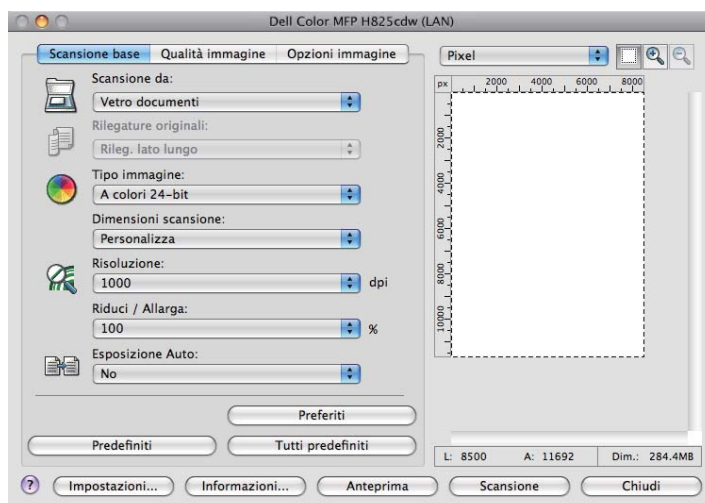 Dell Color MFP H825cdw (LAN)
Scansione base Qualità immagine Opzioni immagine
Scansione da:
Vetro documenti
Rilegature originali:
Rileg. lato lungo
Tipo immagine:
A colori 24-bit
Dimensioni scansione:
Personalizza
Risoluzione:
1000 dpi
Riduci / Allarga:
100 %
Esposizione Auto:
No
Preferiti
Predefiniti Tutti predefiniti
Pixel
px 2000 4000 6000 8000
2000
4000
6000
8000
10000
L: 8500 A: 11692 Dim.: 284.4MB
? Impostazioni... Informazioni... Anteprima Scansione Chiudi